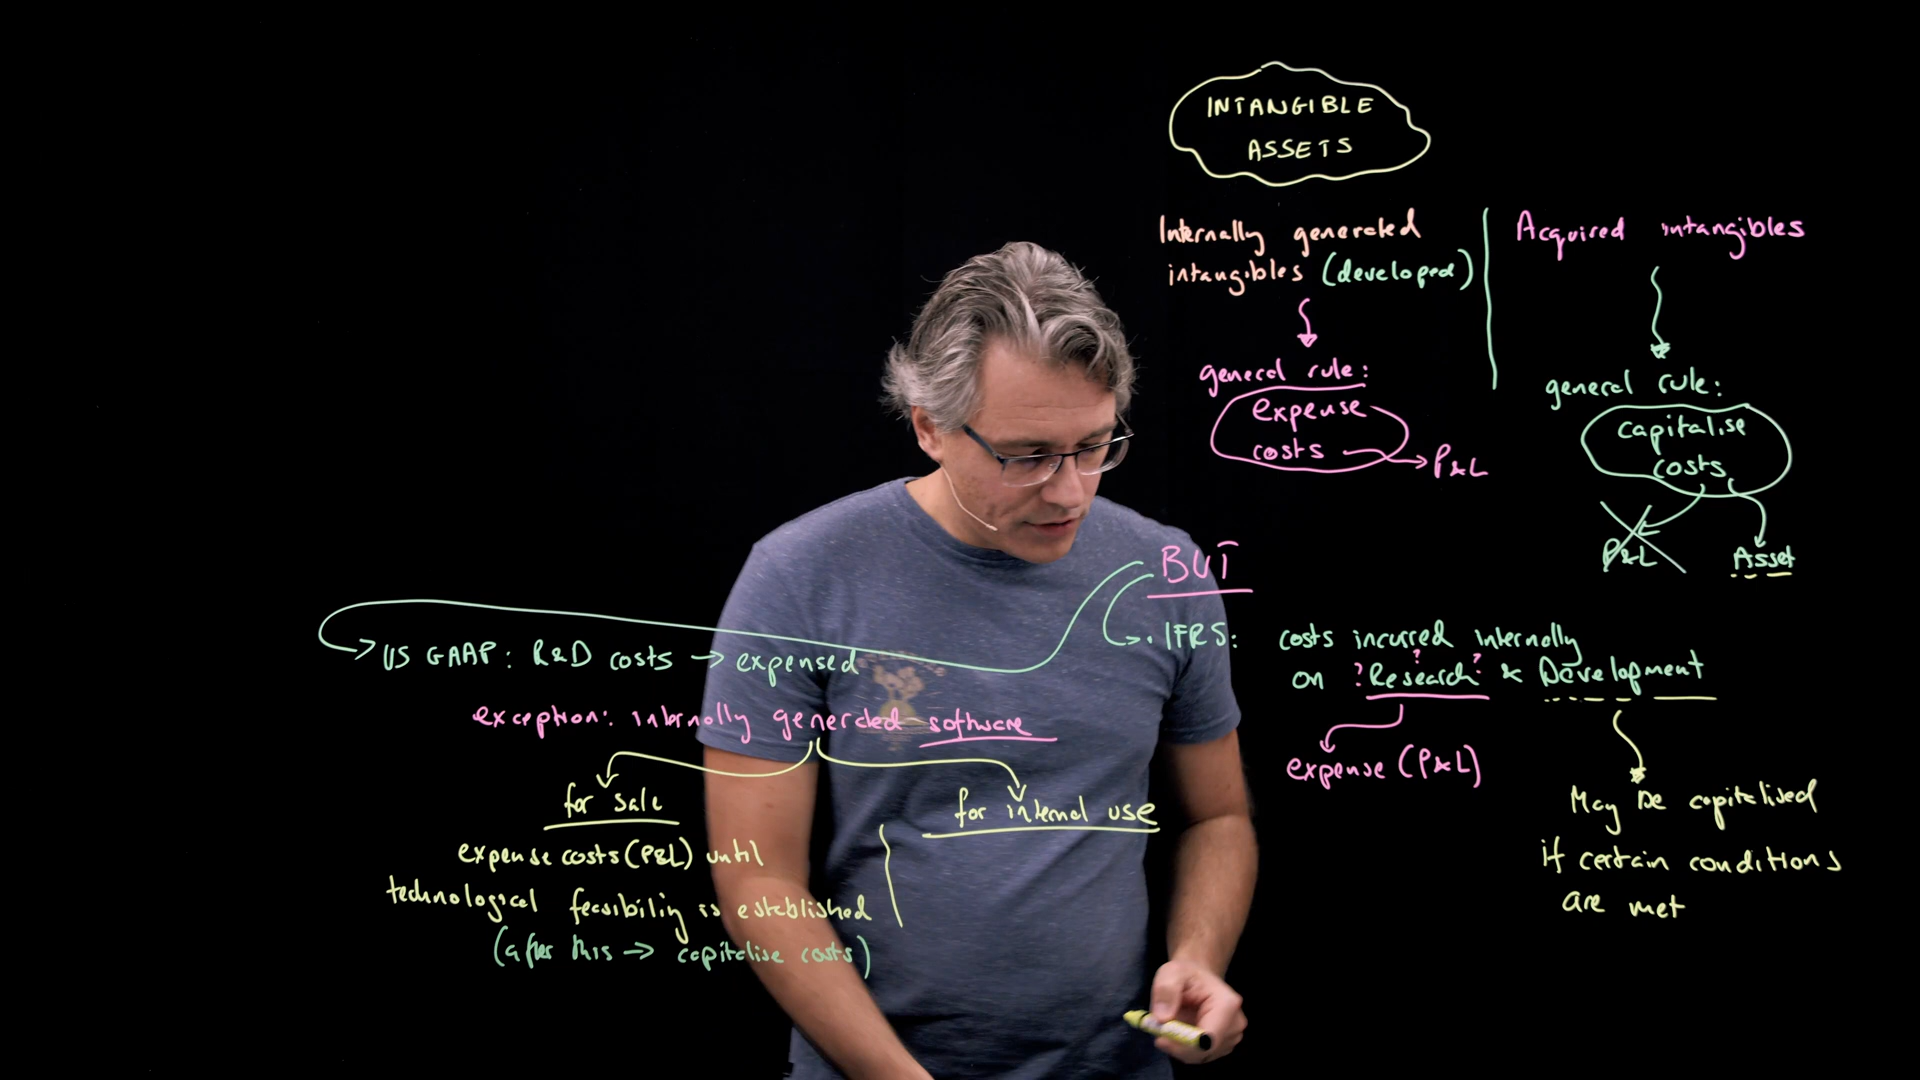 INTANGIBLE
ASSETS
Internally generated
intangibles (developed)
general rule:
expense
costs → P&L
Acquired intangibles
general rule:
capitalise
costs
P&L
Asset
BUT
. IFRS: costs incurred internally
on ?Research? & Development
?
expense (P&L)
May be capitalised
if certain conditions
are met
US GAAP: R&D costs → expensed
exception: internally generated software
for sale
expense costs (P&L) until
technological feasibility is established
(after this → capitalise costs)
for internal use